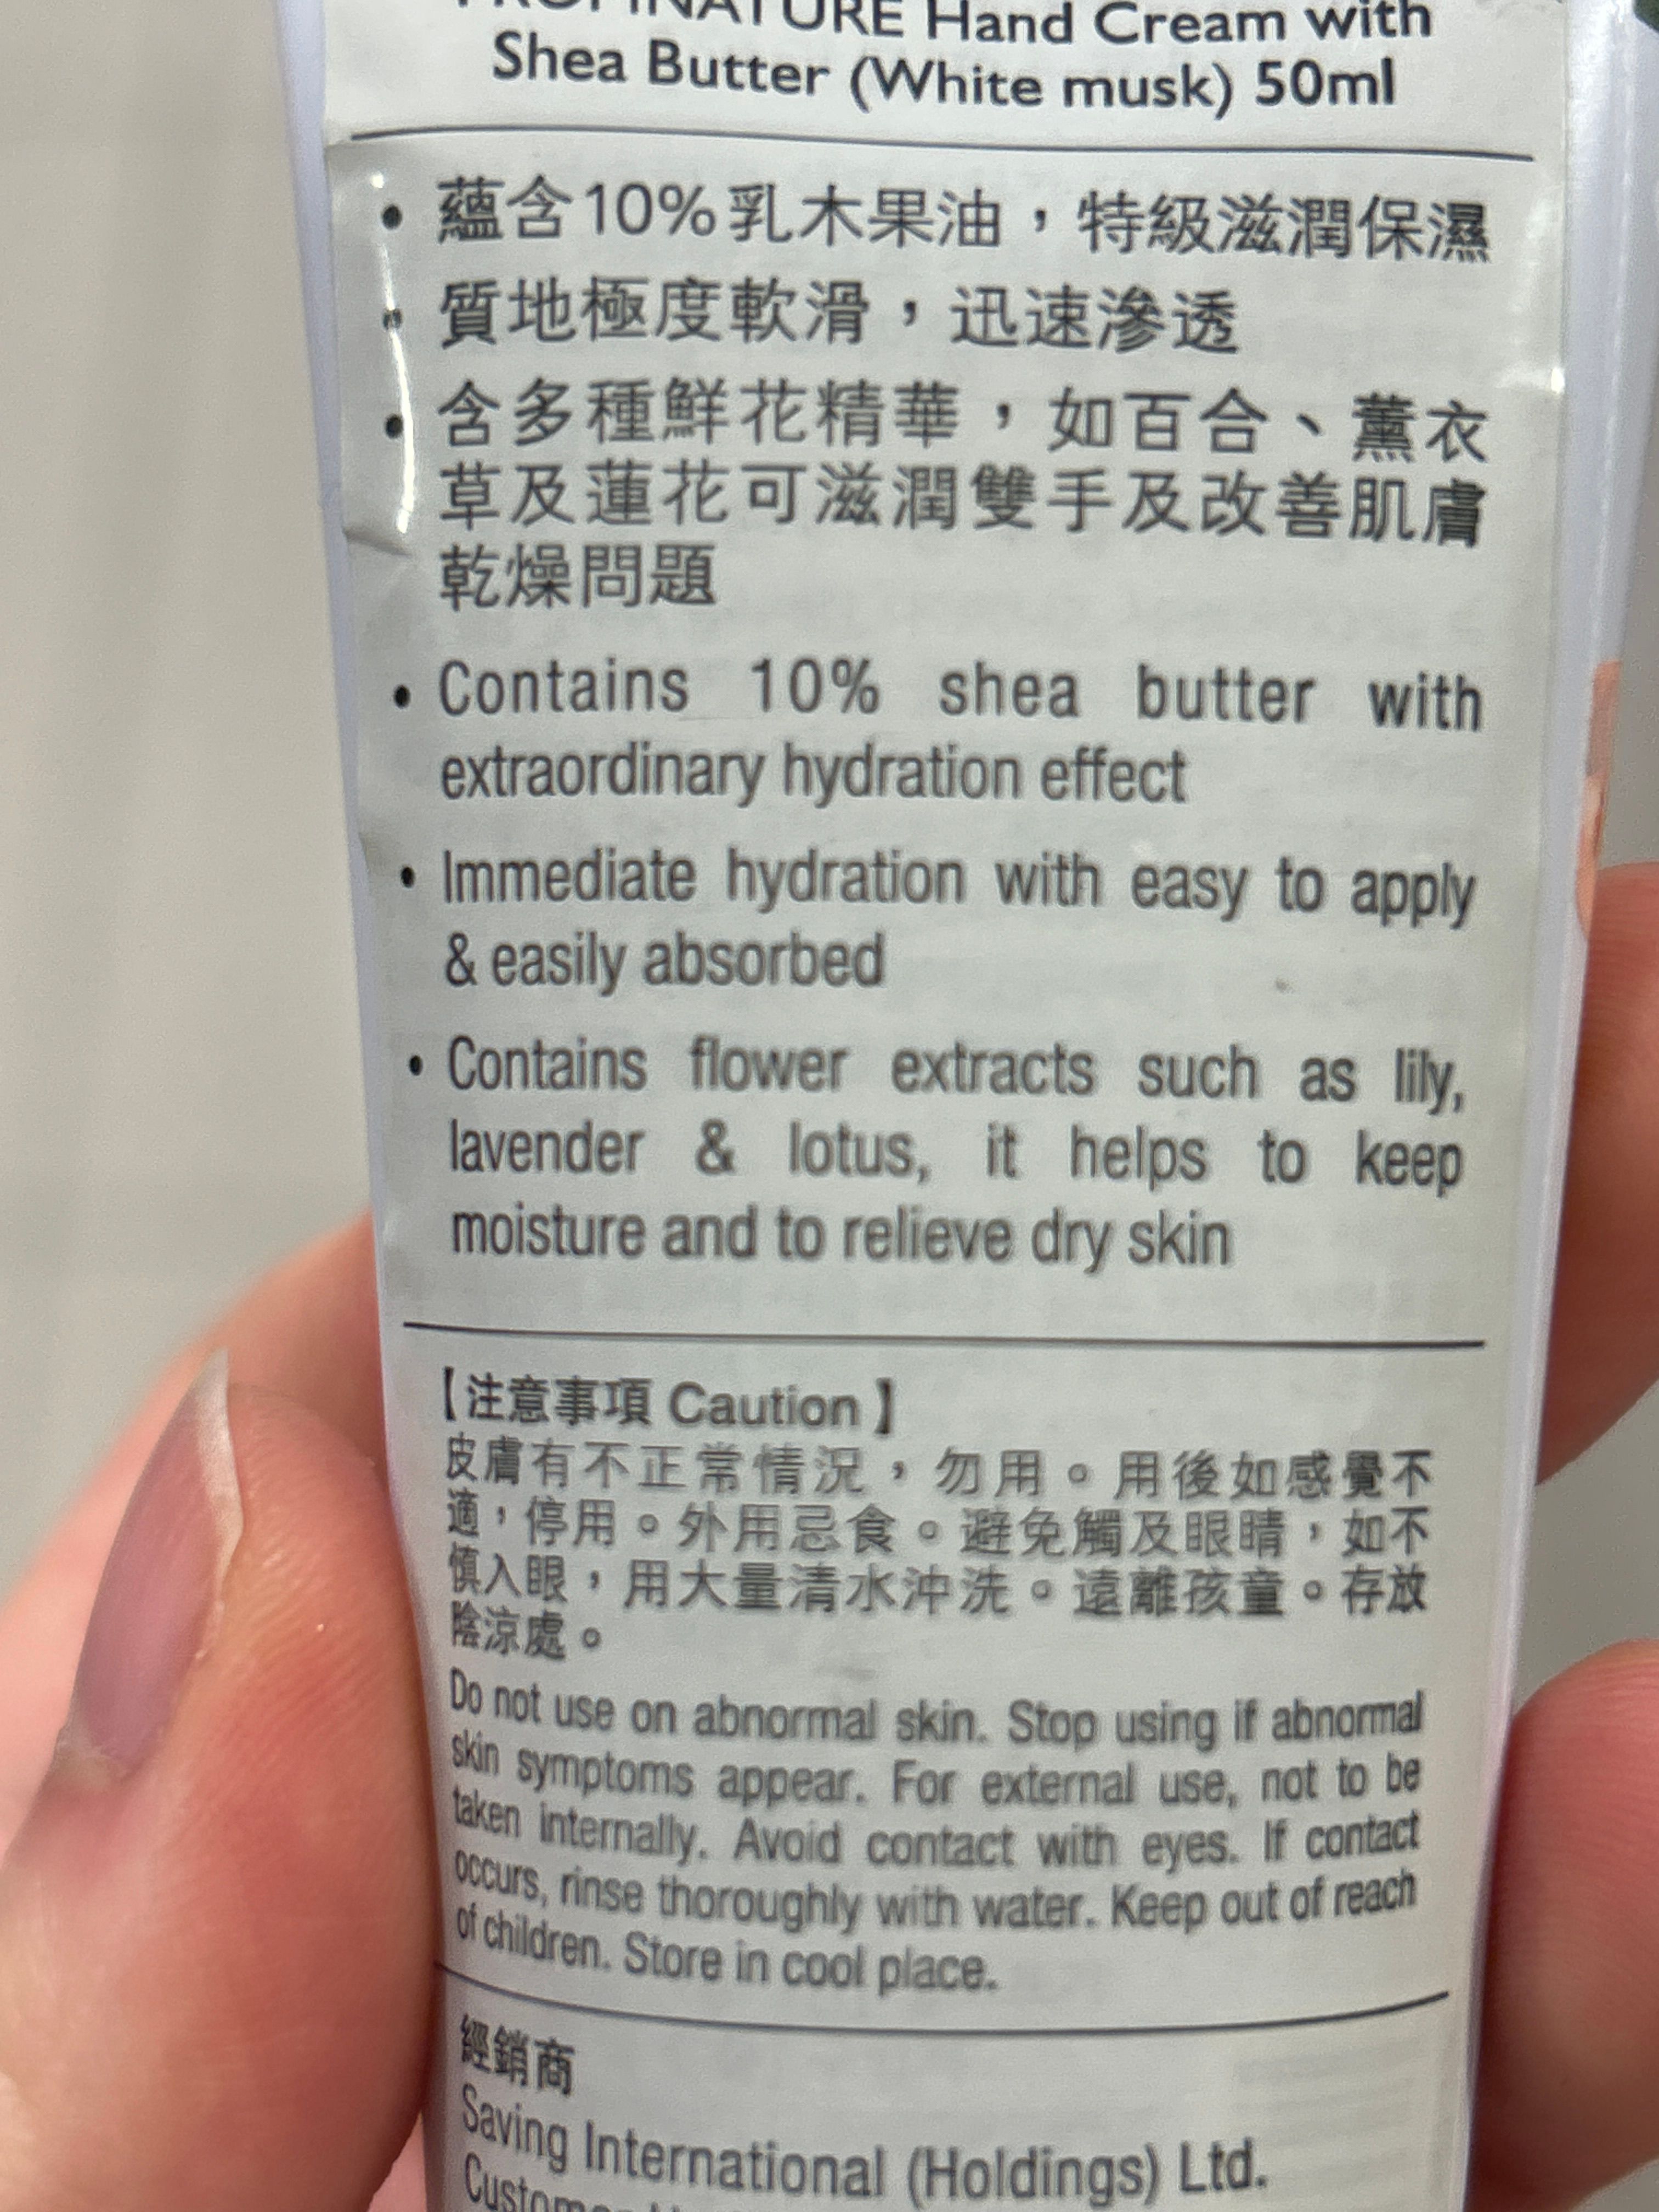 PROFINATURE Hand Cream with
Shea Butter (White musk) 50ml
• 蘊含10%乳木果油，特級滋潤保濕
• 質地極度軟滑，迅速滲透
• 含多種鮮花精華，如百合、薰衣
草及蓮花可滋潤雙手及改善肌膚
乾燥問題
• Contains 10% shea butter with
extraordinary hydration effect
• Immediate hydration with easy to apply
& easily absorbed
• Contains flower extracts such as lily,
lavender & lotus, it helps to keep
moisture and to relieve dry skin
【注意事項 Caution】
皮膚有不正常情況，勿用。用後如感覺不
適，停用。外用忌食。避免觸及眼睛，如不
慎入眼，用大量清水沖洗。遠離孩童。存放
陰涼處。
Do not use on abnormal skin. Stop using if abnormal
skin symptoms appear. For external use, not to be
taken internally. Avoid contact with eyes. If contact
occurs, rinse thoroughly with water. Keep out of reach
of children. Store in cool place.
經銷商
Saving International (Holdings) Ltd.
Customer